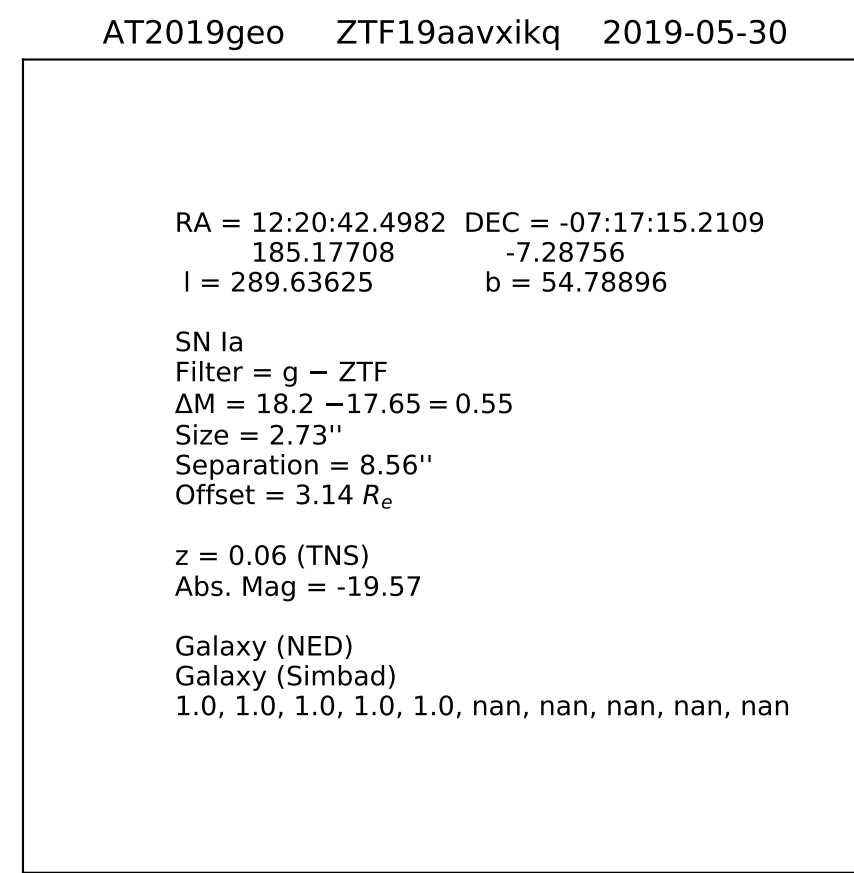 AT2019geo ZTF19aavxikq 2019-05-30
RA = 12:20:42.4982 DEC = -07:17:15.2109
185.17708 -7.28756
l = 289.63625 b = 54.78896
SN Ia
Filter = g − ZTF
ΔM = 18.2 −17.65 = 0.55
Size = 2.73''
Separation = 8.56''
Offset = 3.14 Rₑ
z = 0.06 (TNS)
Abs. Mag = -19.57
Galaxy (NED)
Galaxy (Simbad)
1.0, 1.0, 1.0, 1.0, 1.0, nan, nan, nan, nan, nan